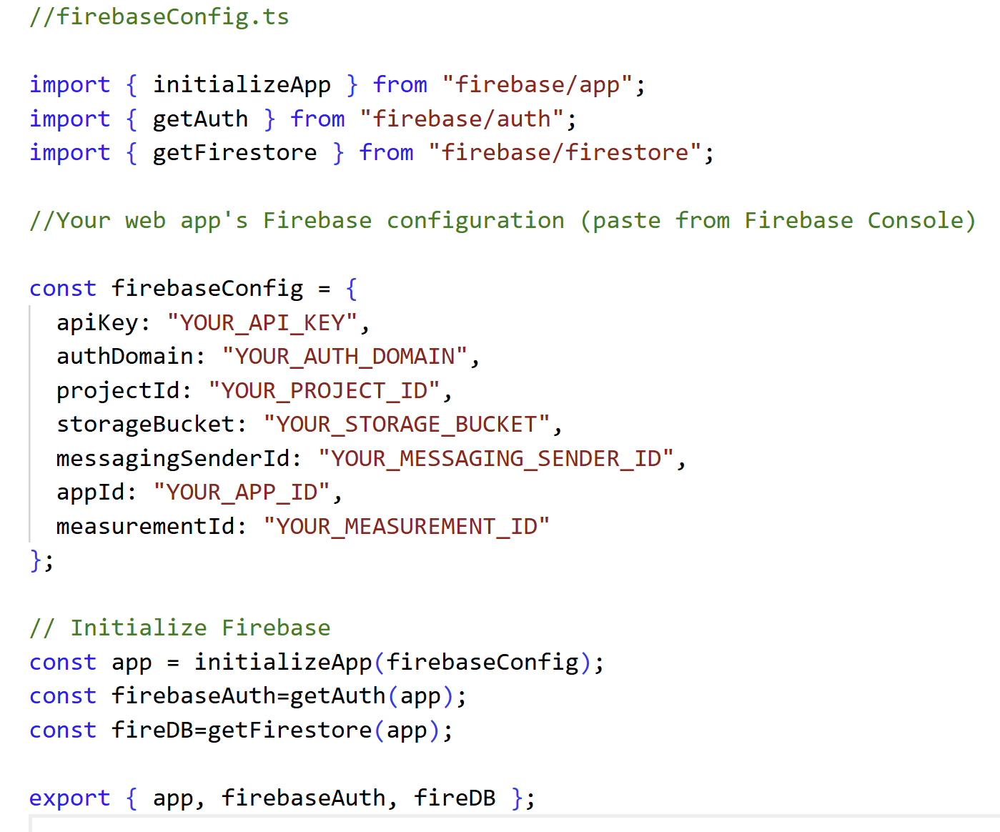 //firebaseConfig.ts
import { initializeApp } from "firebase/app";
import { getAuth } from "firebase/auth";
import { getFirestore } from "firebase/firestore";
//Your web app's Firebase configuration (paste from Firebase Console)
const firebaseConfig = {
  apiKey: "YOUR_API_KEY",
  authDomain: "YOUR_AUTH_DOMAIN",
  projectId: "YOUR_PROJECT_ID",
  storageBucket: "YOUR_STORAGE_BUCKET",
  messagingSenderId: "YOUR_MESSAGING_SENDER_ID",
  appId: "YOUR_APP_ID",
  measurementId: "YOUR_MEASUREMENT_ID"
};
// Initialize Firebase
const app = initializeApp(firebaseConfig);
const firebaseAuth=getAuth(app);
const fireDB=getFirestore(app);
export { app, firebaseAuth, fireDB };